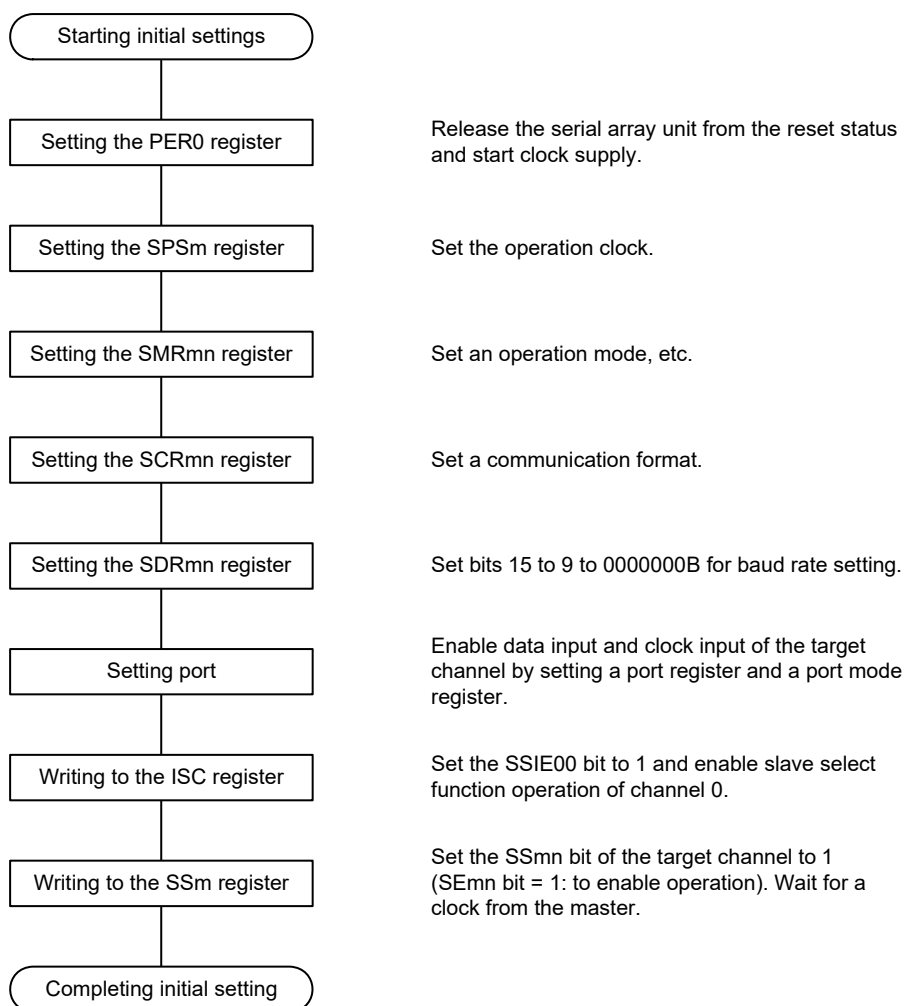 Starting initial settings
Setting the PER0 register
Release the serial array unit from the reset status
and start clock supply.
Setting the SPSm register
Set the operation clock.
Setting the SMRmn register
Set an operation mode, etc.
Setting the SCRmn register
Set a communication format.
Setting the SDRmn register
Set bits 15 to 9 to 0000000B for baud rate setting.
Setting port
Enable data input and clock input of the target
channel by setting a port register and a port mode
register.
Writing to the ISC register
Set the SSIE00 bit to 1 and enable slave select
function operation of channel 0.
Writing to the SSm register
Set the SSmn bit of the target channel to 1
(SEmn bit = 1: to enable operation). Wait for a
clock from the master.
Completing initial setting